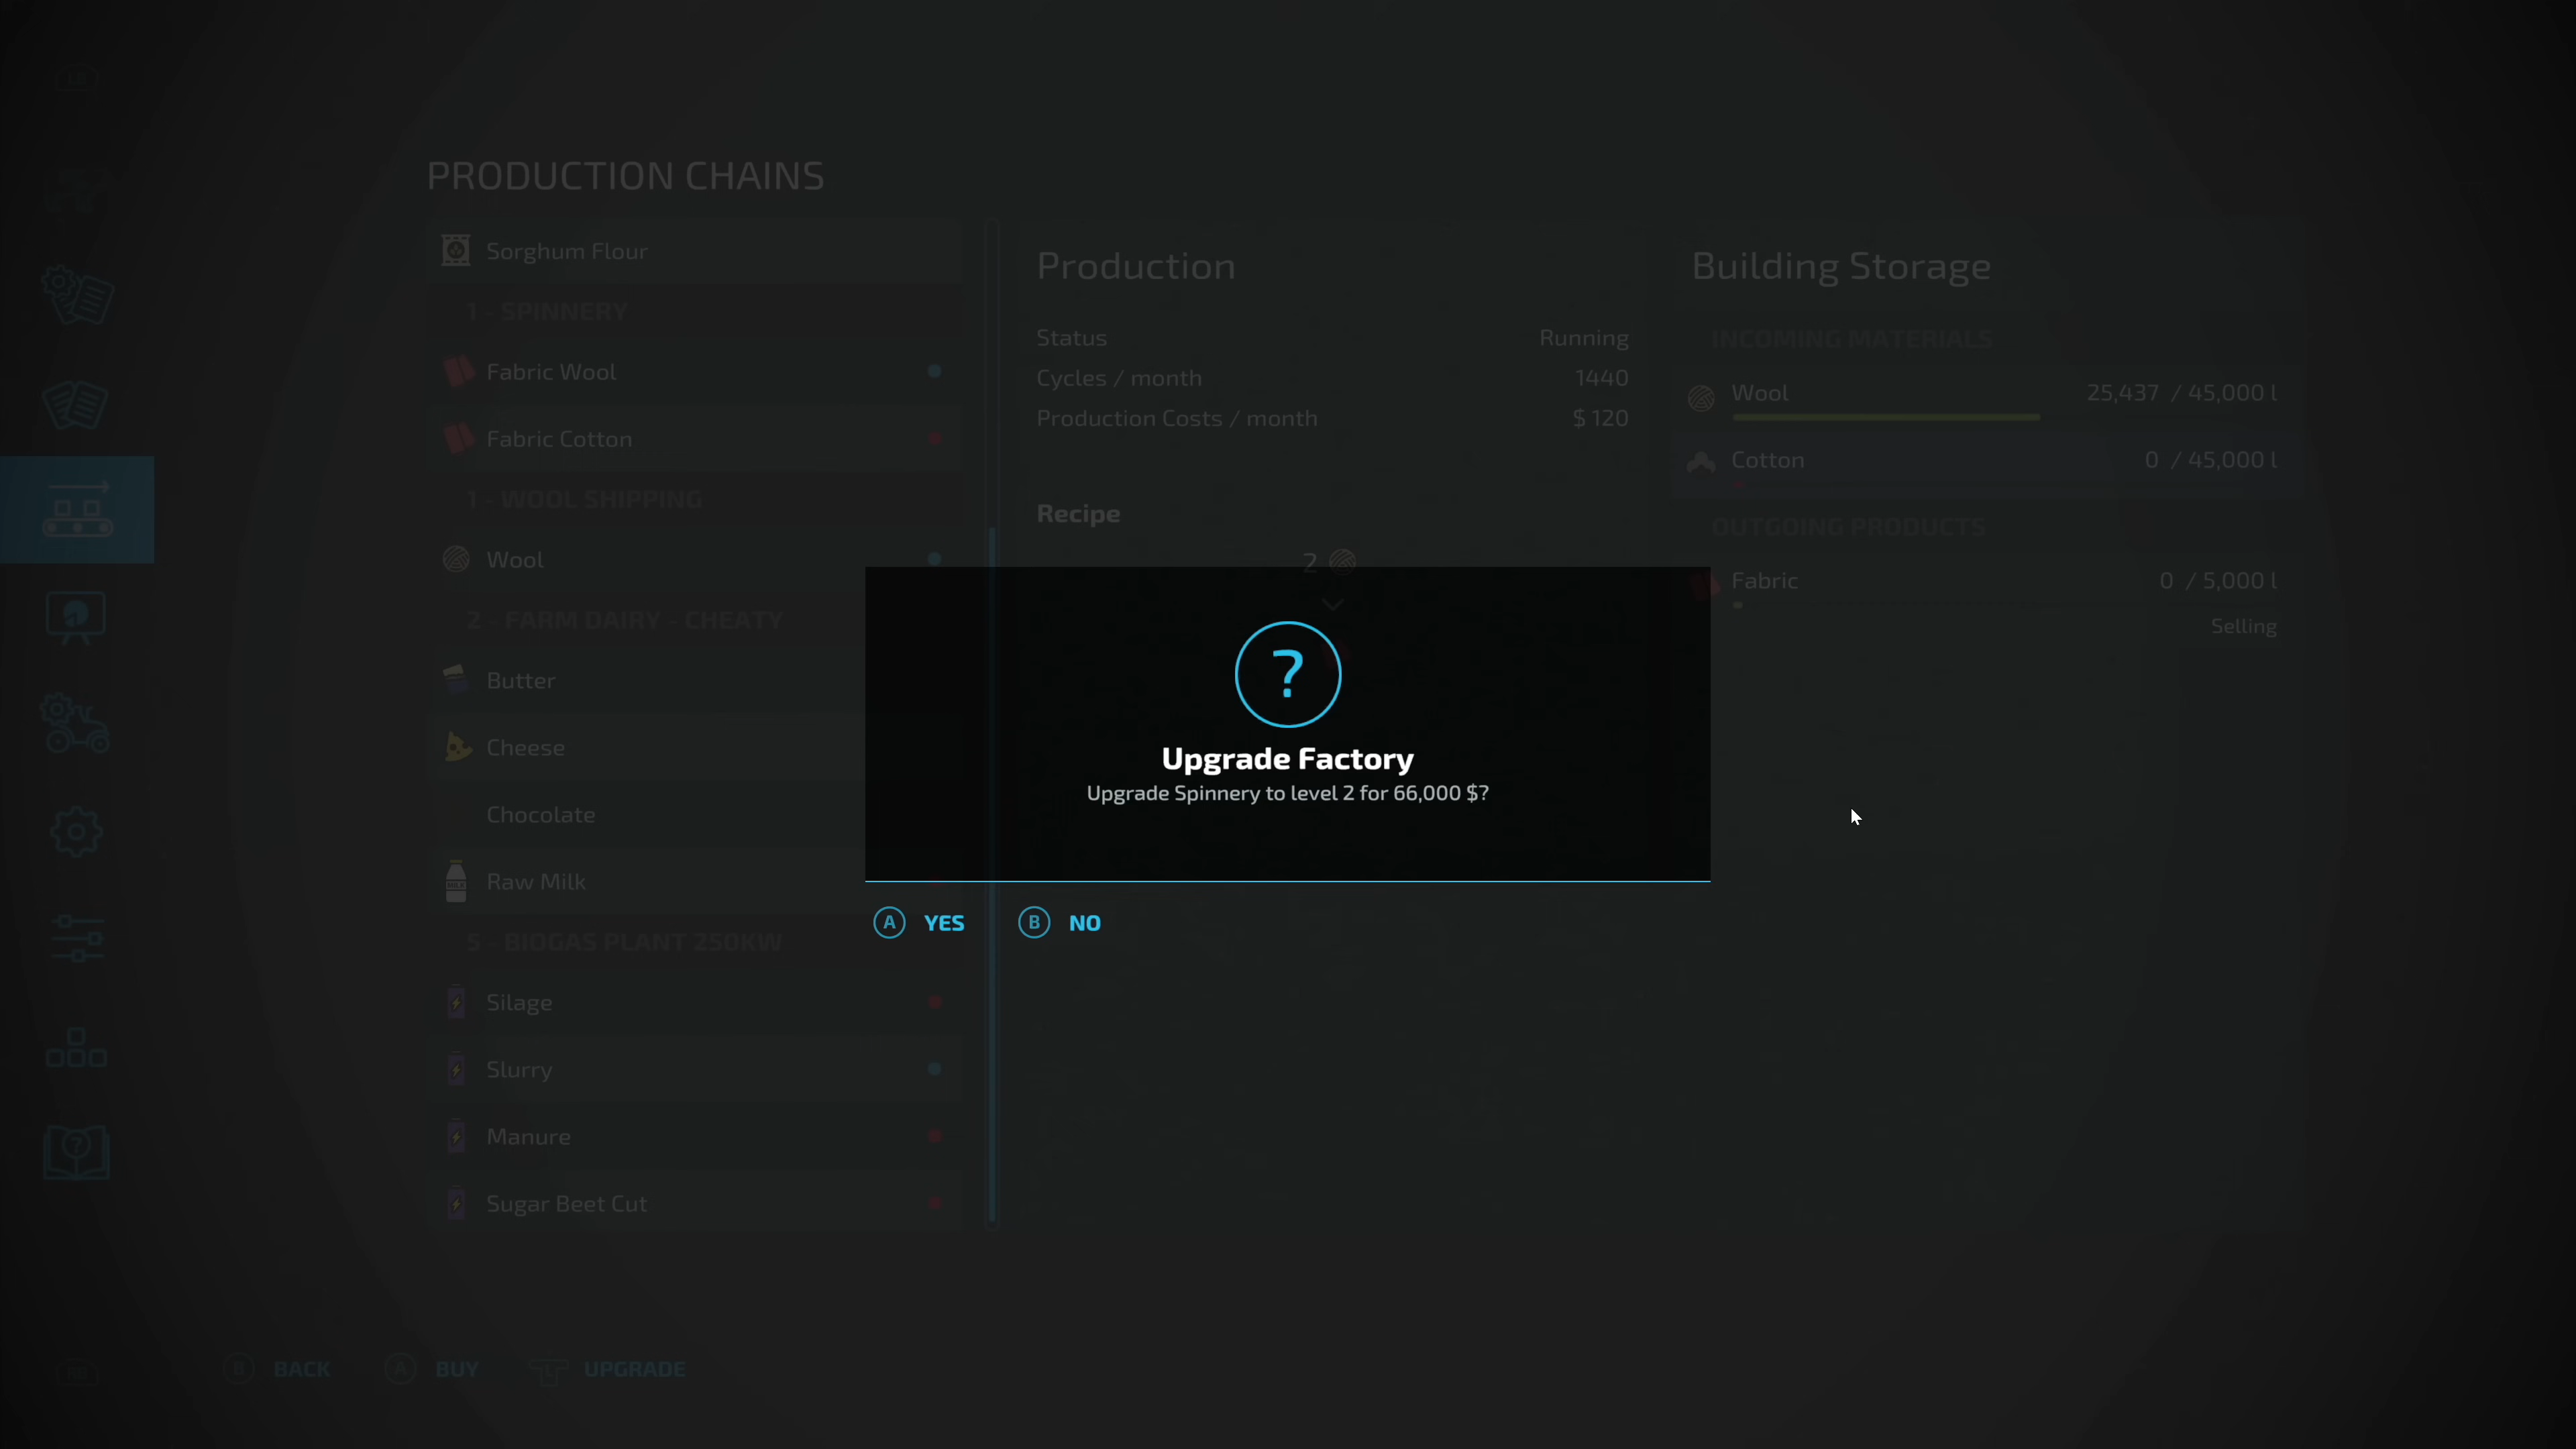 PRODUCTION CHAINS
Sorghum Flour
1 - SPINNERY
Fabric Wool
Fabric Cotton
1 - WOOL SHIPPING
Wool
2 - FARM DAIRY - CHEATY
Butter
Cheese
Chocolate
Raw Milk
5 - BIOGAS PLANT 250KW
Silage
Slurry
Manure
Sugar Beet Cut
Production
Status Running
Cycles / month 1440
Production Costs / month $ 120
Recipe
2
Building Storage
INCOMING MATERIALS
Wool 25,437 / 45,000 l
Cotton 0 / 45,000 l
OUTGOING PRODUCTS
Fabric 0 / 5,000 l
Selling
?
Upgrade Factory
Upgrade Spinnery to level 2 for 66,000 $?
A YES B NO
B BACK A BUY UPGRADE